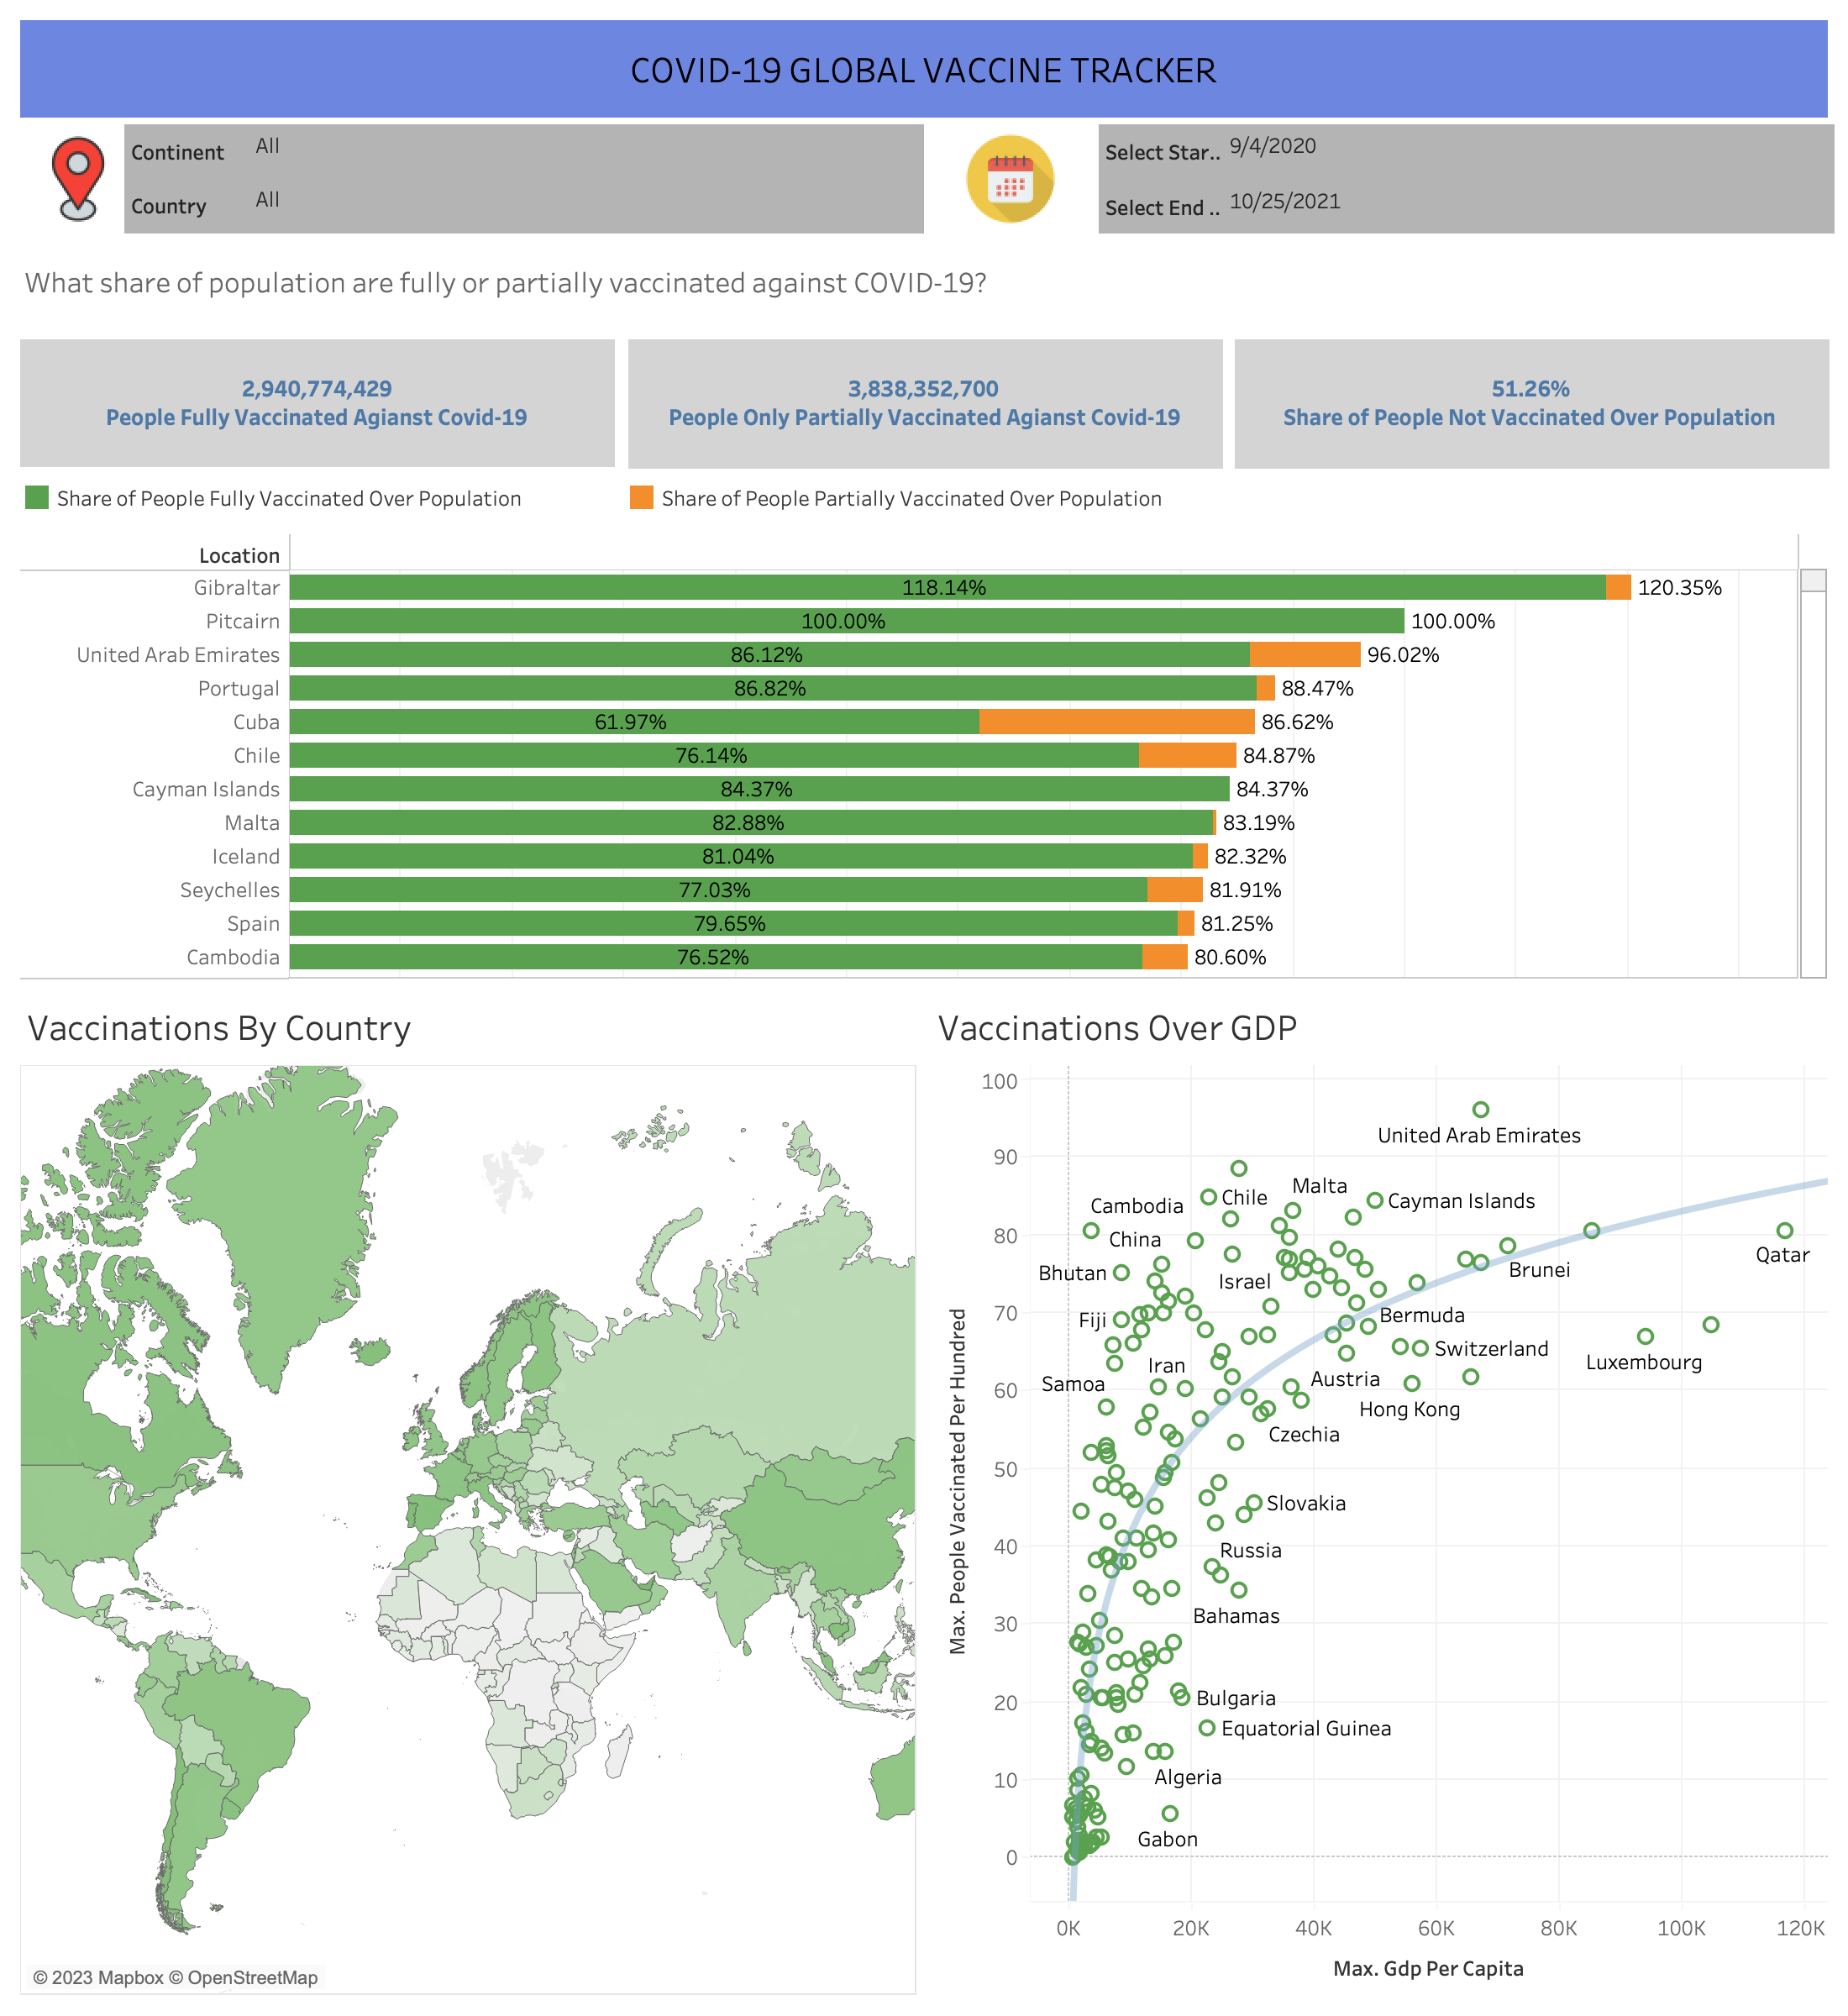 COVID-19 GLOBAL VACCINE TRACKER
Continent All
Country All
Select Star.. 9/4/2020
Select End .. 10/25/2021
What share of population are fully or partially vaccinated against COVID-19?
2,940,774,429
People Fully Vaccinated Agianst Covid-19
3,838,352,700
People Only Partially Vaccinated Agianst Covid-19
51.26%
Share of People Not Vaccinated Over Population
Share of People Fully Vaccinated Over Population
Share of People Partially Vaccinated Over Population
Location
Gibraltar 118.14% 120.35%
Pitcairn 100.00% 100.00%
United Arab Emirates 86.12% 96.02%
Portugal 86.82% 88.47%
Cuba 61.97% 86.62%
Chile 76.14% 84.87%
Cayman Islands 84.37% 84.37%
Malta 82.88% 83.19%
Iceland 81.04% 82.32%
Seychelles 77.03% 81.91%
Spain 79.65% 81.25%
Cambodia 76.52% 80.60%
Vaccinations By Country
© 2023 Mapbox © OpenStreetMap
Vaccinations Over GDP
Max. People Vaccinated Per Hundred
100
90
80
70
60
50
40
30
20
10
0
United Arab Emirates
Malta
Cambodia
Chile
Cayman Islands
China
Qatar
Bhutan
Israel
Brunei
Fiji
Bermuda
Switzerland
Iran
Luxembourg
Samoa
Austria
Hong Kong
Czechia
Slovakia
Russia
Bahamas
Bulgaria
Equatorial Guinea
Algeria
Gabon
0K 20K 40K 60K 80K 100K 120K
Max. Gdp Per Capita